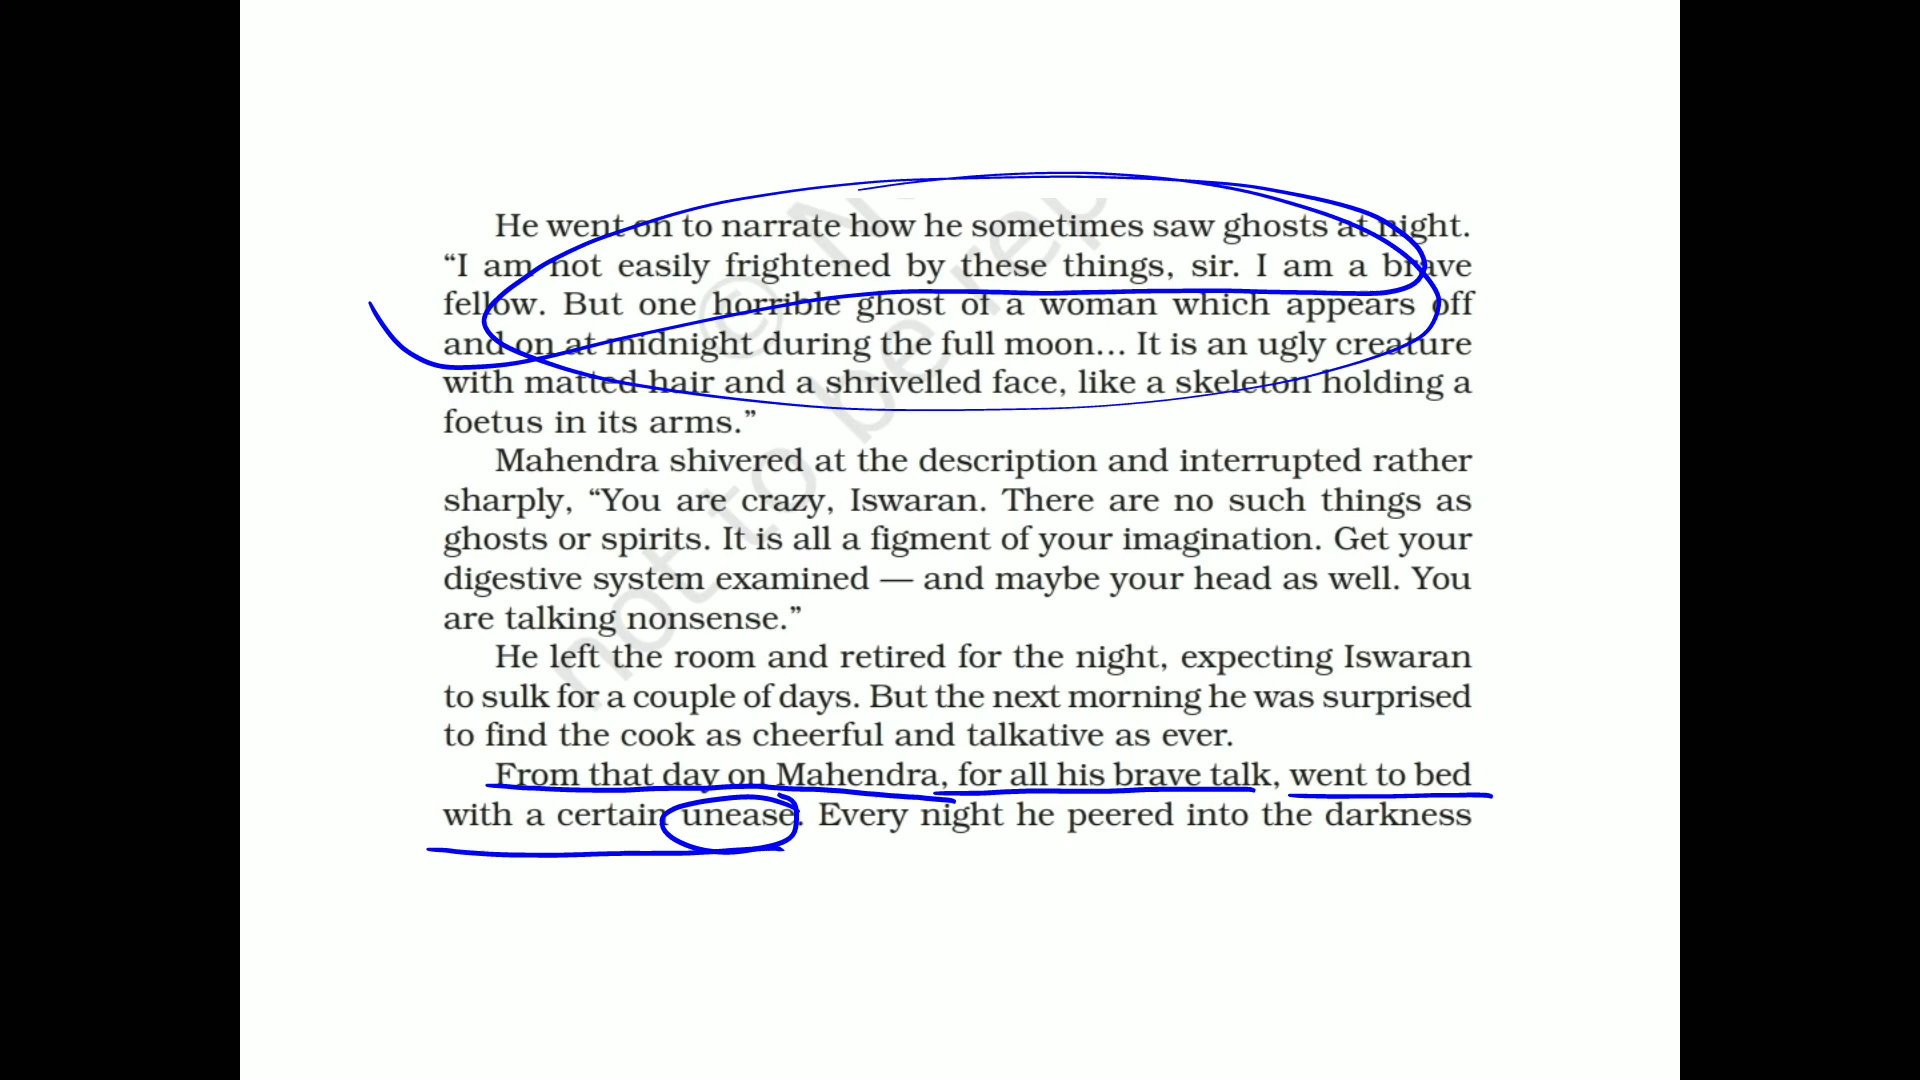 He went on to narrate how he sometimes saw ghosts at night.
“I am not easily frightened by these things, sir. I am a brave
fellow. But one horrible ghost of a woman which appears off
and on at midnight during the full moon... It is an ugly creature
with matted hair and a shrivelled face, like a skeleton holding a
foetus in its arms.”
Mahendra shivered at the description and interrupted rather
sharply, “You are crazy, Iswaran. There are no such things as
ghosts or spirits. It is all a figment of your imagination. Get your
digestive system examined — and maybe your head as well. You
are talking nonsense.”
He left the room and retired for the night, expecting Iswaran
to sulk for a couple of days. But the next morning he was surprised
to find the cook as cheerful and talkative as ever.
From that day on Mahendra, for all his brave talk, went to bed
with a certain unease. Every night he peered into the darkness
© N
not to be rep